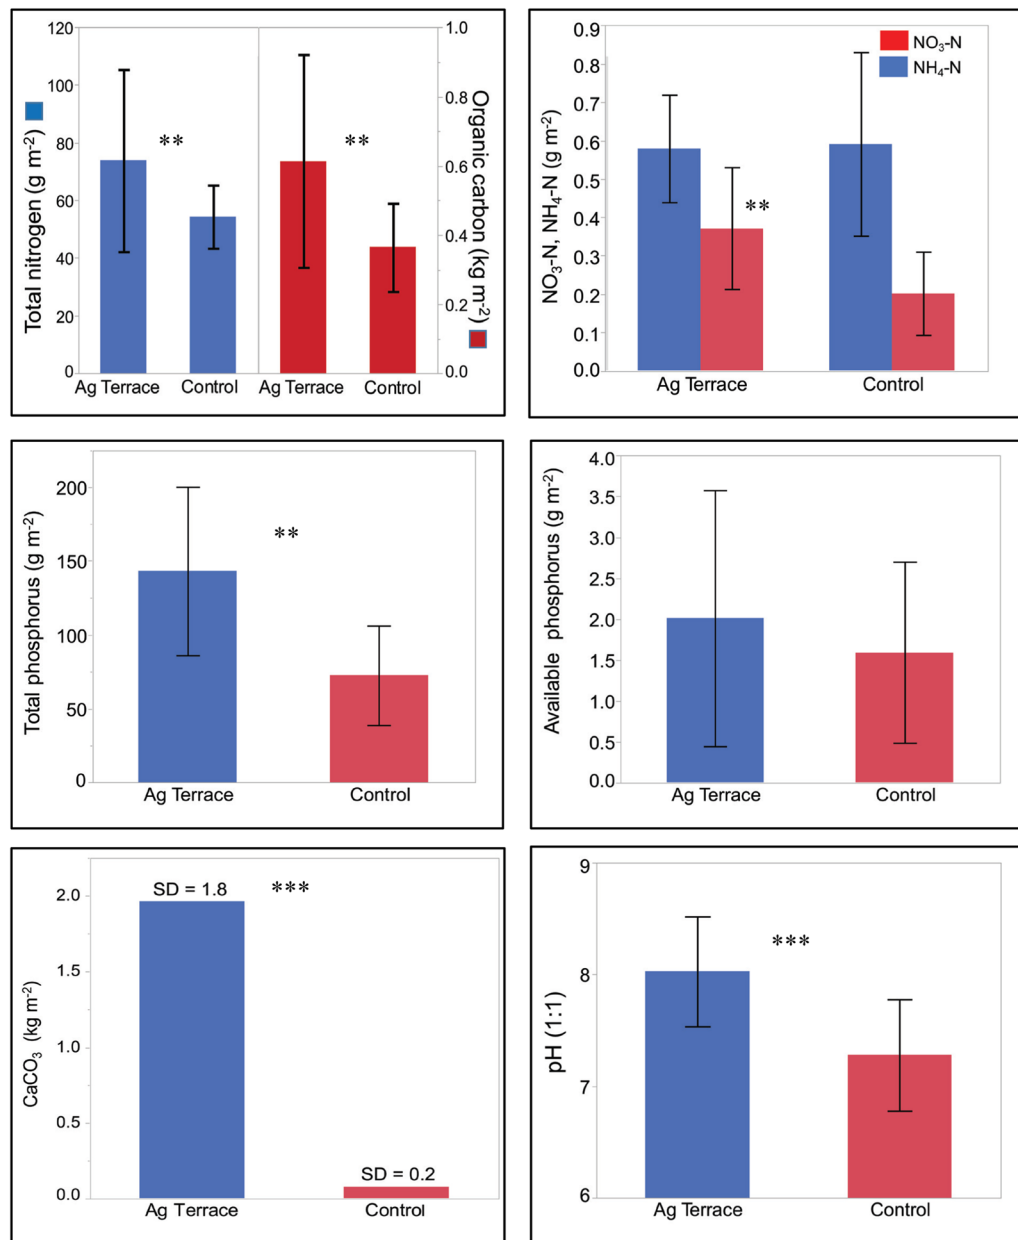 Total nitrogen (g m-2)
120
100
80
60
40
20
0
**
**
1.0
0.8
0.6
0.4
0.2
0.0
Organic carbon (kg m-2)
Ag Terrace
Control
Ag Terrace
Control
NO3-N, NH4-N (g m-2)
0.9
0.8
0.7
0.6
0.5
0.4
0.3
0.2
0.1
0.0
NO3-N
NH4-N
**
Ag Terrace
Control
Total phosphorus (g m-2)
200
150
100
50
0
**
Ag Terrace
Control
Available phosphorus (g m-2)
4.0
3.5
3.0
2.5
2.0
1.5
1.0
0.5
0.0
Ag Terrace
Control
CaCO3 (kg m-2)
2.0
1.5
1.0
0.5
0.0
SD = 1.8
***
SD = 0.2
Ag Terrace
Control
pH (1:1)
9
8
7
6
***
Ag Terrace
Control